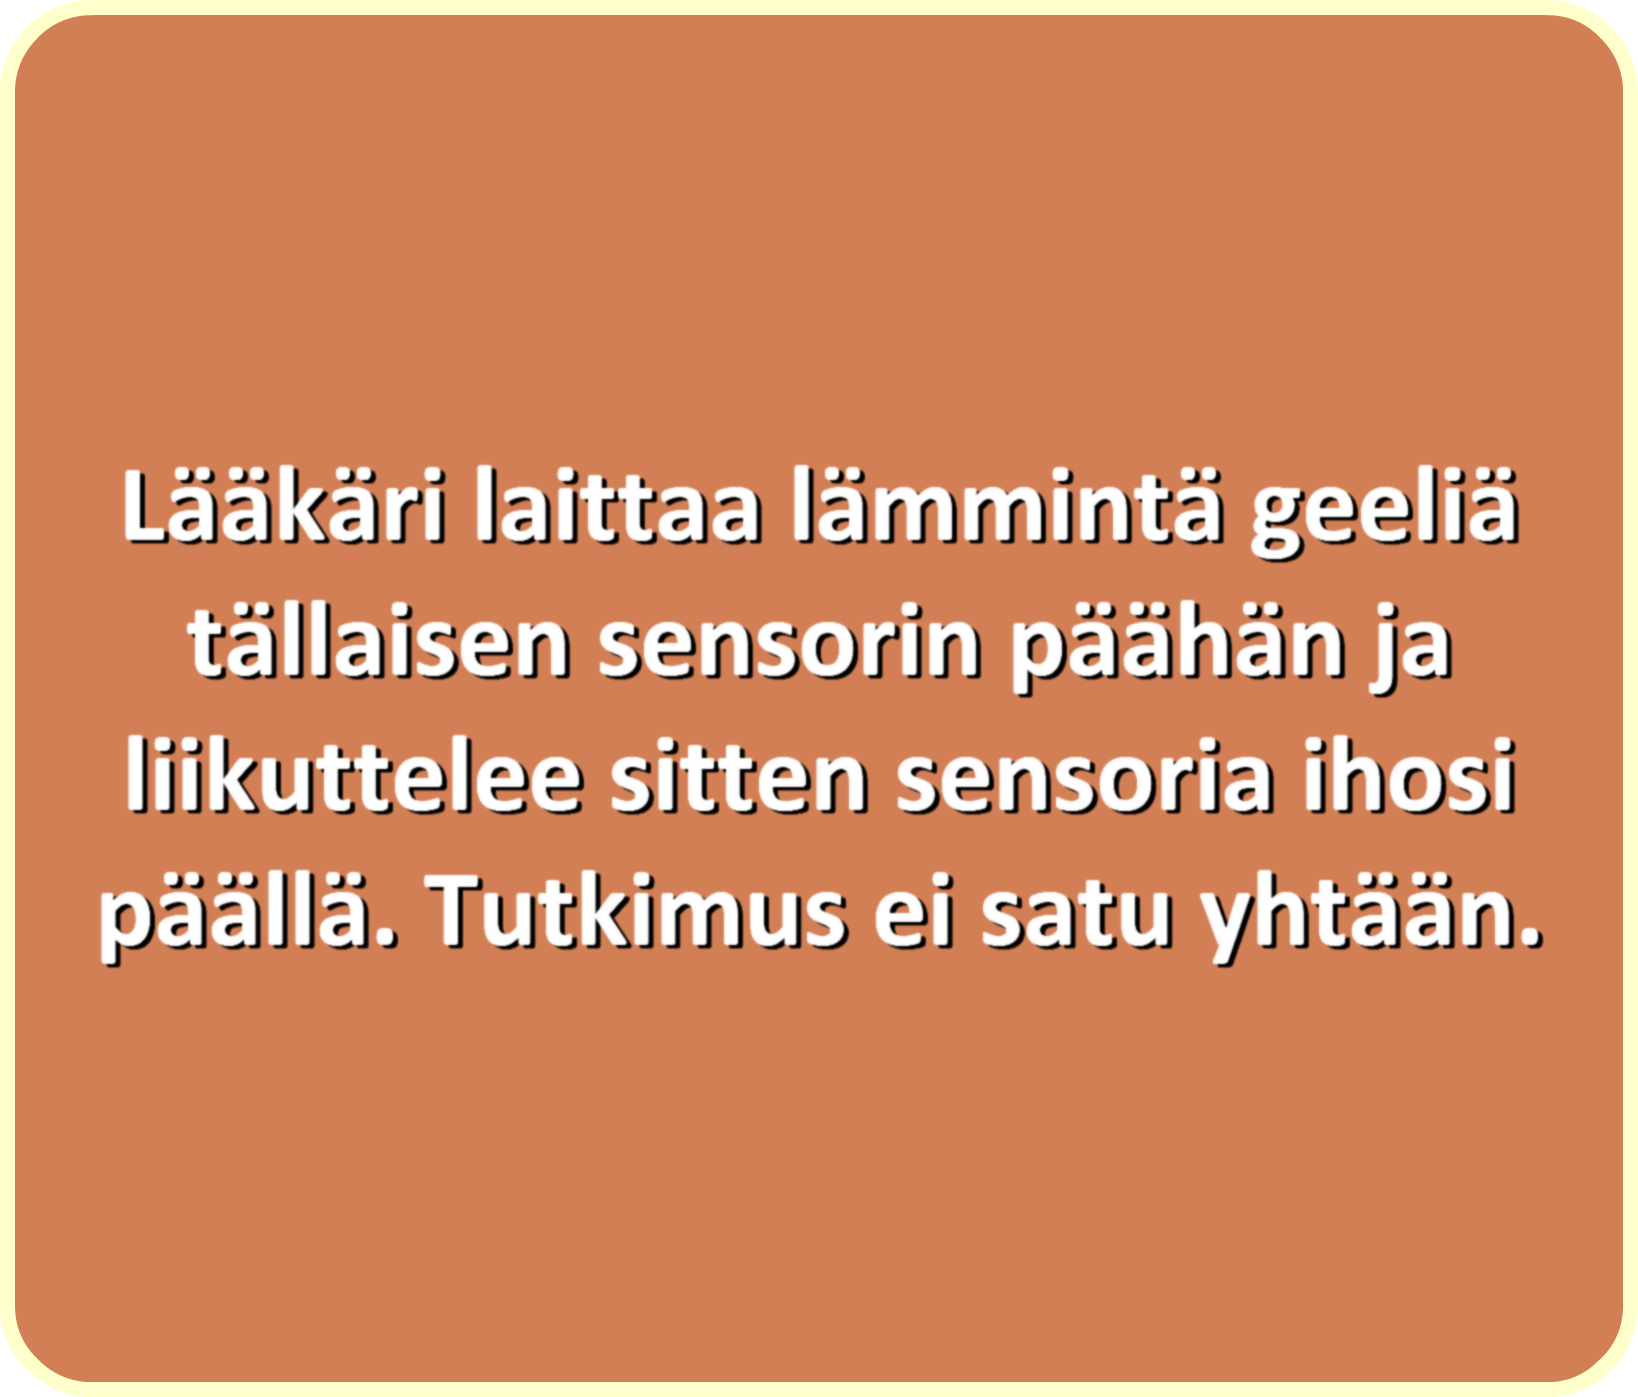 Lääkäri laittaa lämmintä geeliä
tällaisen sensorin päähän ja
liikuttelee sitten sensoria ihosi
päällä. Tutkimus ei satu yhtään.